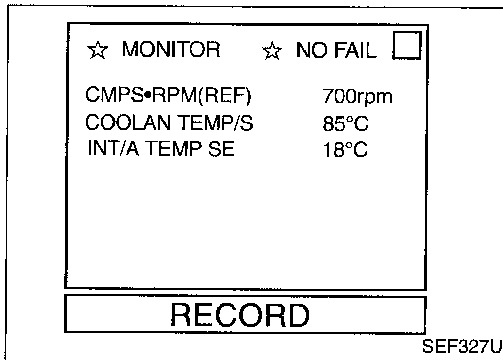 ☆ MONITOR ☆ NO FAIL
CMPS•RPM(REF) 700rpm
COOLAN TEMP/S 85°C
INT/A TEMP SE 18°C
RECORD
SEF327U